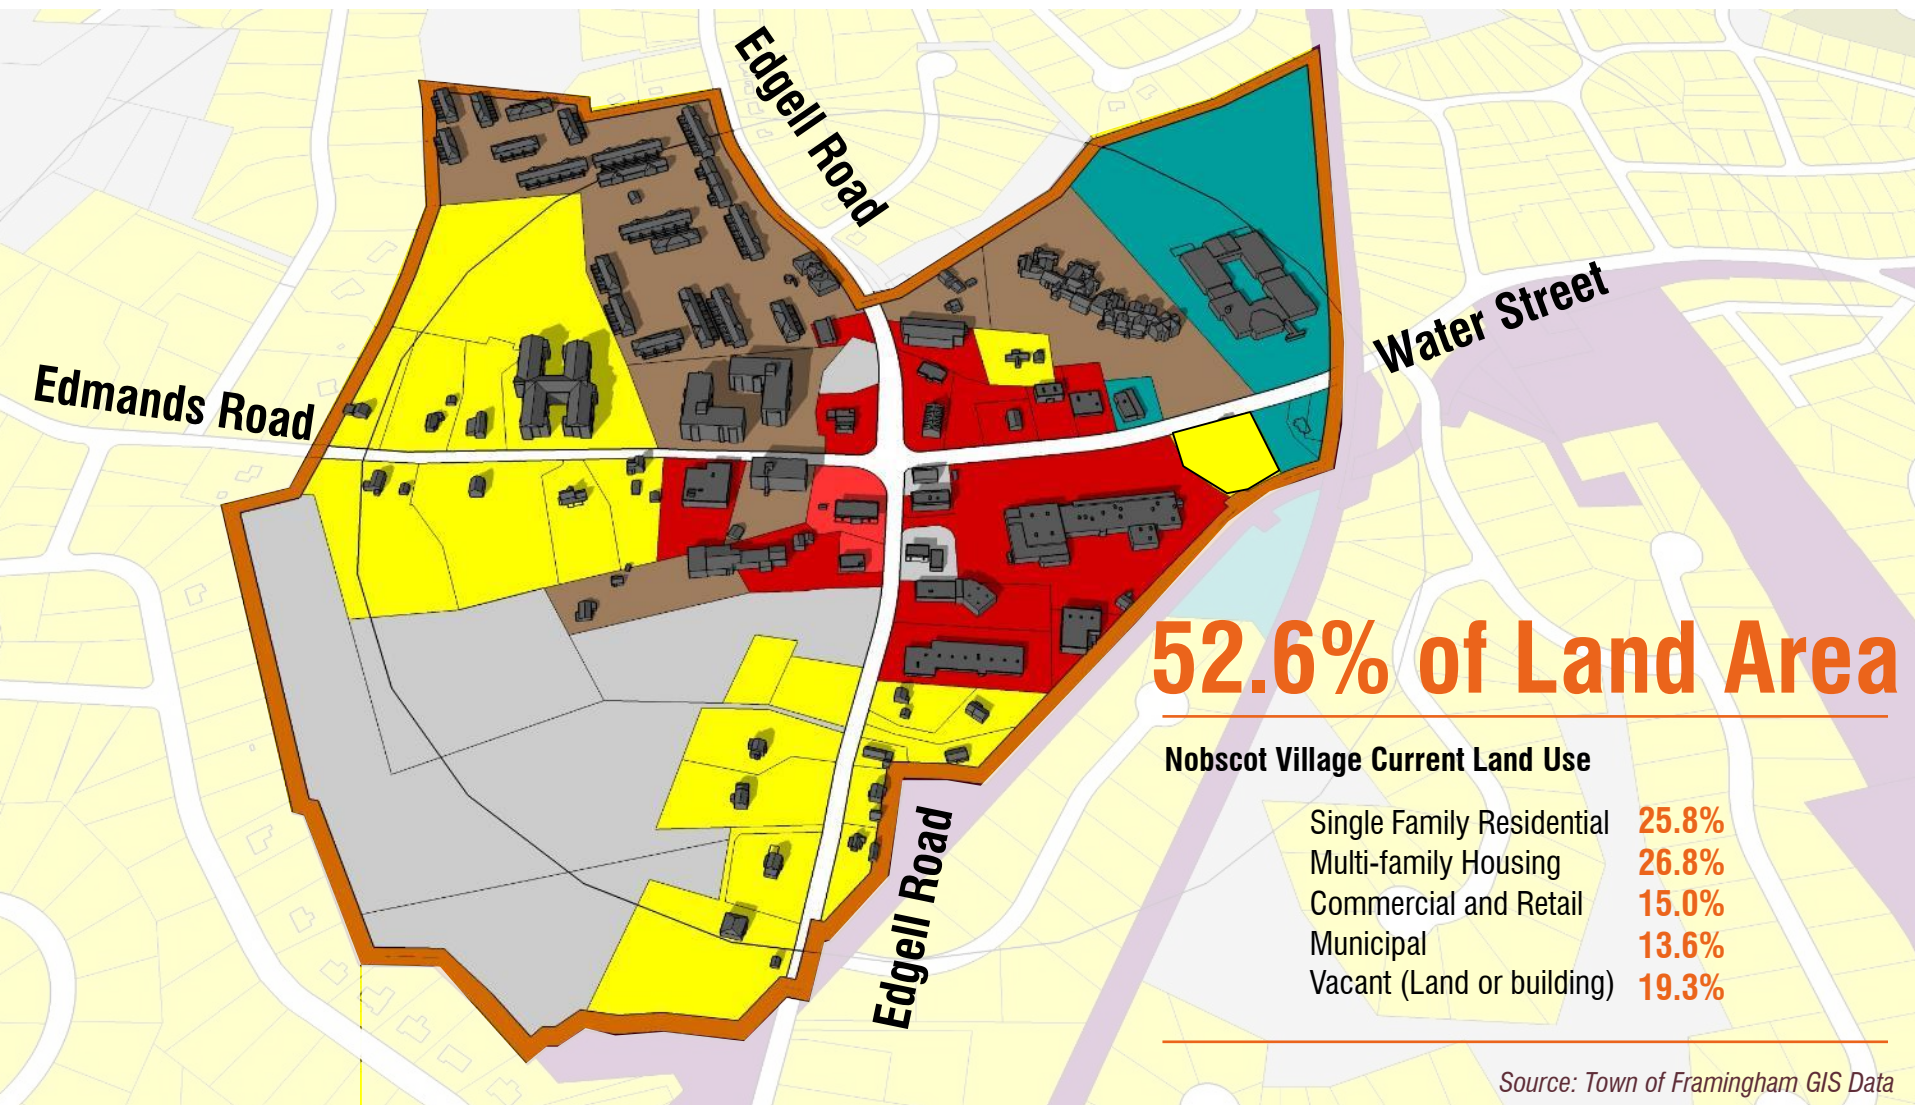 Edgell Road
Edmands Road
Water Street
Edgell Road
52.6% of Land Area
Nobscot Village Current Land Use
Single Family Residential 25.8%
Multi-family Housing 26.8%
Commercial and Retail 15.0%
Municipal 13.6%
Vacant (Land or building) 19.3%
Source: Town of Framingham GIS Data